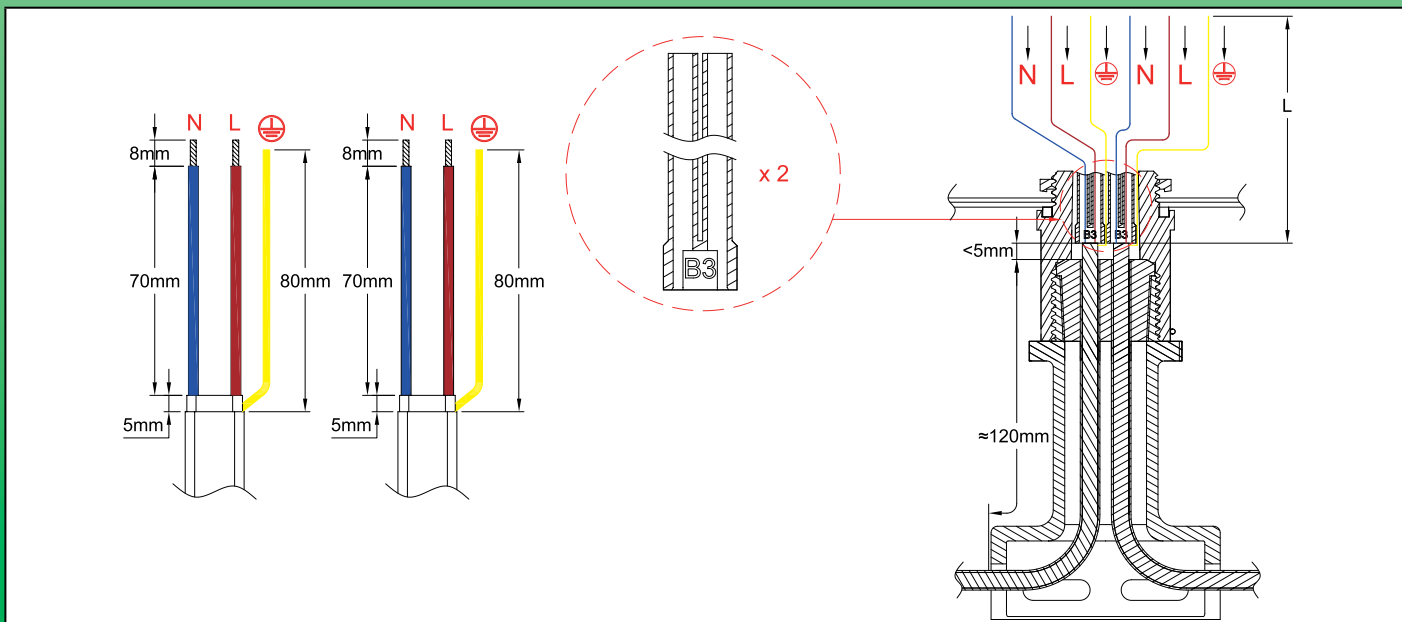 N L
8mm
70mm
80mm
5mm
N L
8mm
70mm
80mm
5mm
x 2
B3
N L N L
L
B3 B3
<5mm
≈120mm